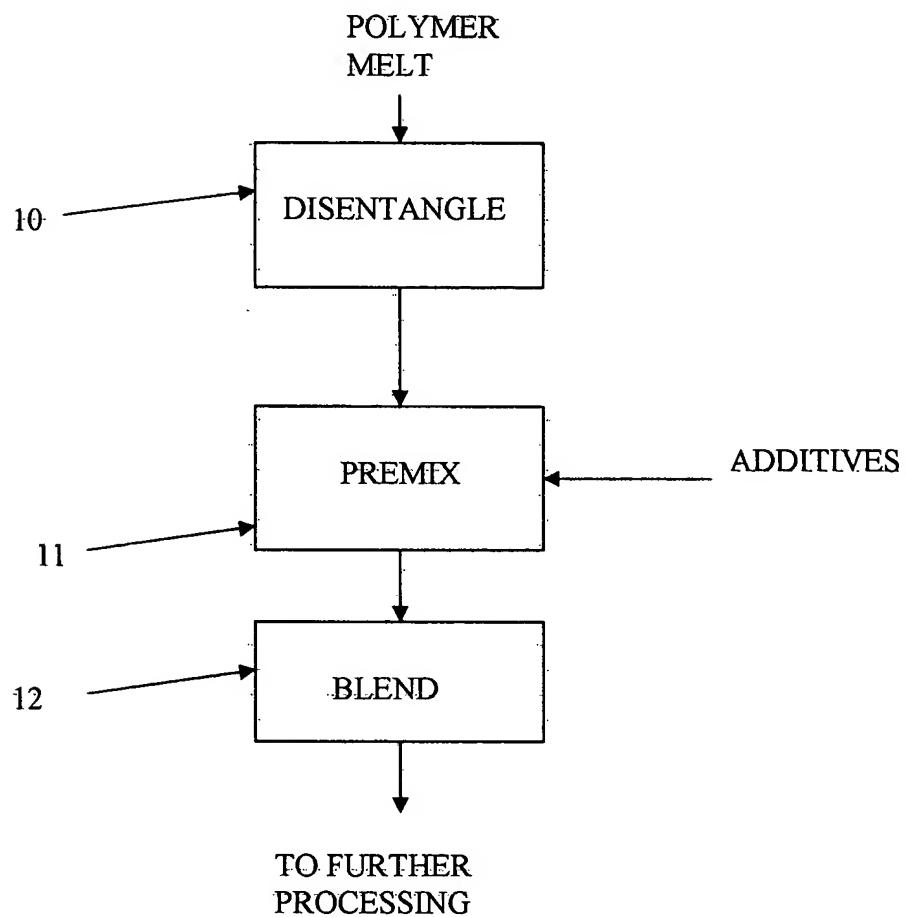 POLYMER
MELT
10
DISENTANGLE
PREMIX
ADDITIVES
11
12
BLEND
TO FURTHER
PROCESSING